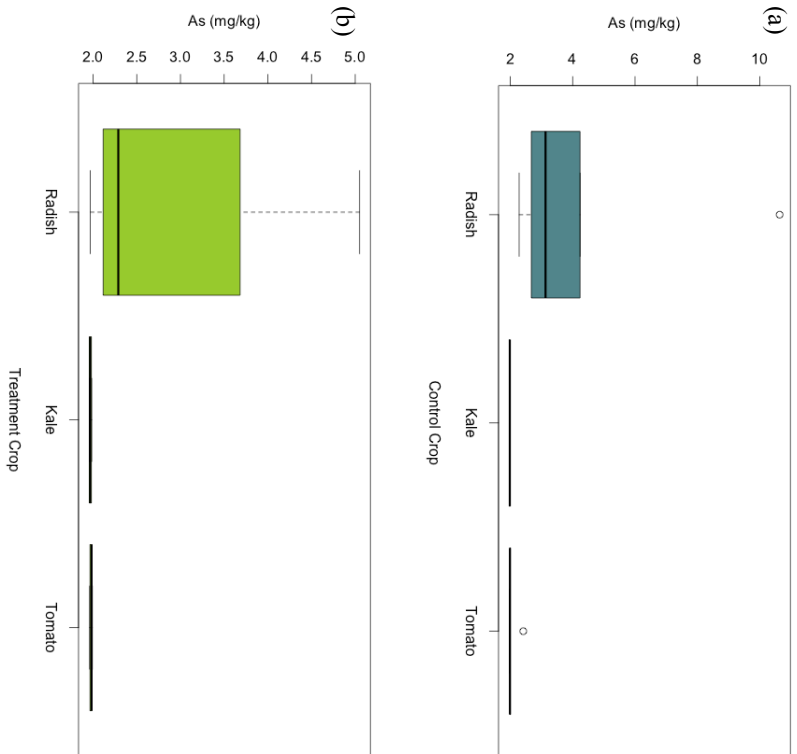 (a)
As (mg/kg)
2 4 6 8 10
Radish Kale Tomato
Control Crop
(b)
As (mg/kg)
2.0 2.5 3.0 3.5 4.0 4.5 5.0
Radish Kale Tomato
Treatment Crop